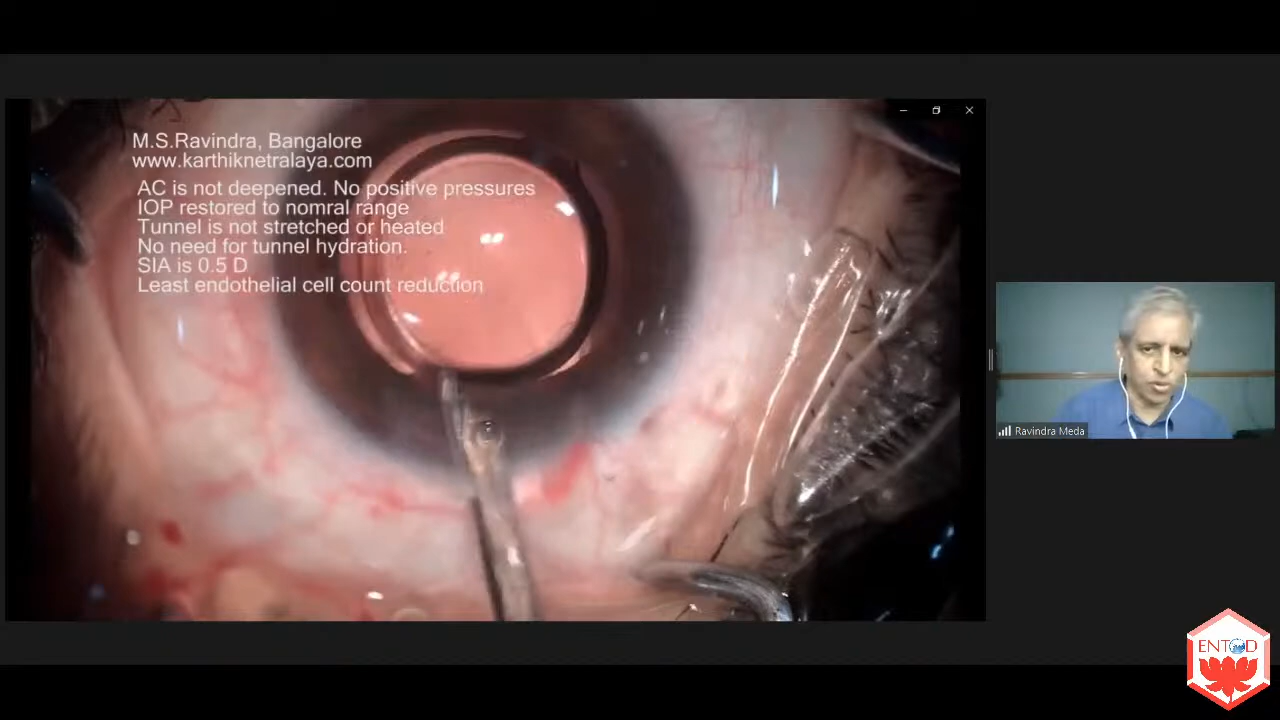 M.S.Ravindra, Bangalore
www.karthiknetralaya.com
AC is not deepened. No positive pressures
IOP restored to nomral range
Tunnel is not stretched or heated
No need for tunnel hydration.
SIA is 0.5 D
Least endothelial cell count reduction
Ravindra Meda
ENTOD